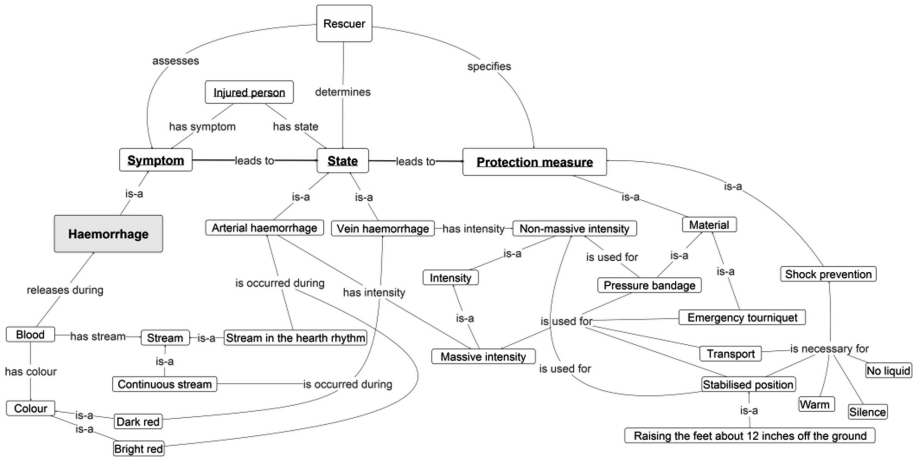 Rescuer
assesses
specifies
Injured person
determines
has symptom
has state
Symptom
leads to
State
leads to
Protection measure
is-a
is-a
is-a
is-a
is-a
Haemorrhage
Arterial haemorrhage
Vein haemorrhage
has intensity
Non-massive intensity
Material
is-a
is used for
is-a
is-a
Shock prevention
releases during
is occurred during
has intensity
Intensity
Pressure bandage
is-a
is used for
Emergency tourniquet
Blood
has stream
Stream
is-a
Stream in the hearth rhythm
Massive intensity
Transport
is necessary for
is-a
has colour
Continuous stream
is occurred during
is used for
Stabilised position
No liquid
Colour
is-a
Dark red
is-a
Warm
Silence
is-a
Bright red
Raising the feet about 12 inches off the ground